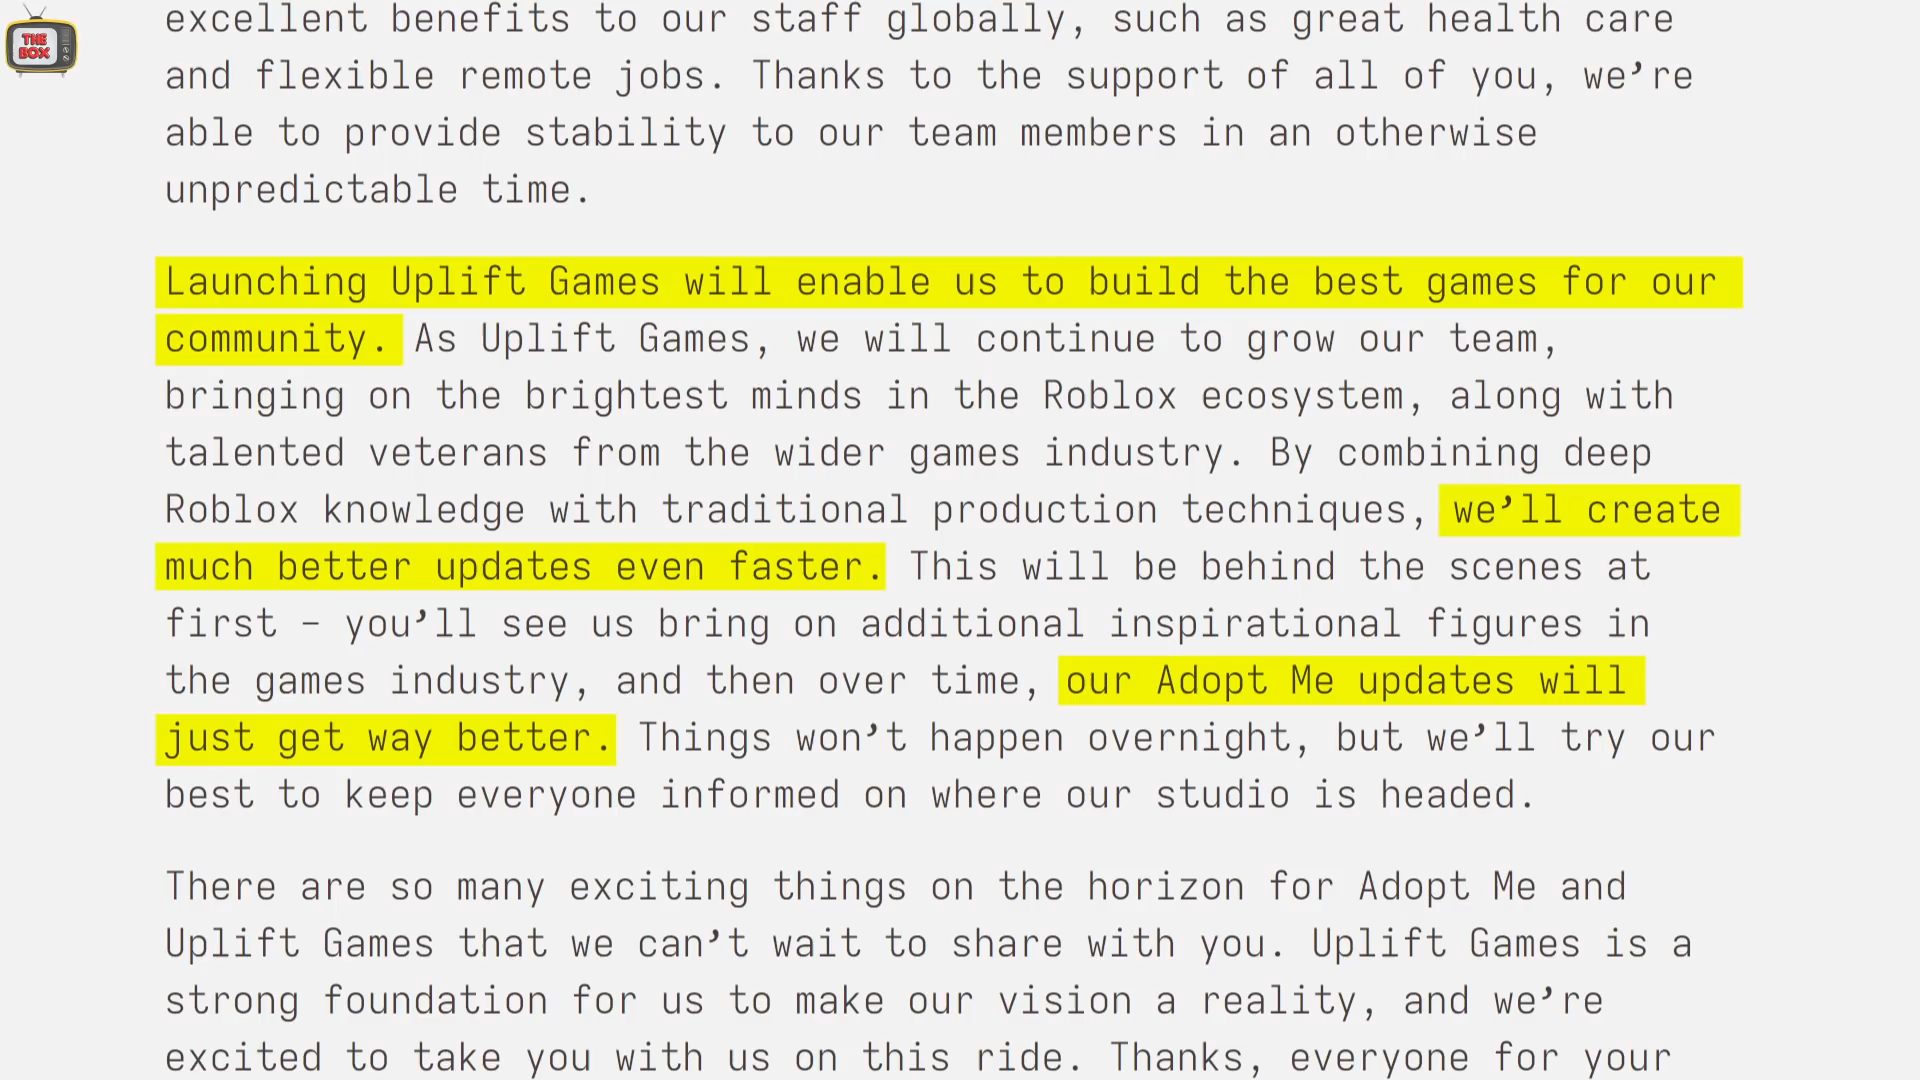 THE
BOX
excellent benefits to our staff globally, such as great health care
and flexible remote jobs. Thanks to the support of all of you, we’re
able to provide stability to our team members in an otherwise
unpredictable time.
Launching Uplift Games will enable us to build the best games for our
community. As Uplift Games, we will continue to grow our team,
bringing on the brightest minds in the Roblox ecosystem, along with
talented veterans from the wider games industry. By combining deep
Roblox knowledge with traditional production techniques, we’ll create
much better updates even faster. This will be behind the scenes at
first – you’ll see us bring on additional inspirational figures in
the games industry, and then over time, our Adopt Me updates will
just get way better. Things won’t happen overnight, but we’ll try our
best to keep everyone informed on where our studio is headed.
There are so many exciting things on the horizon for Adopt Me and
Uplift Games that we can’t wait to share with you. Uplift Games is a
strong foundation for us to make our vision a reality, and we’re
excited to take you with us on this ride. Thanks, everyone for your